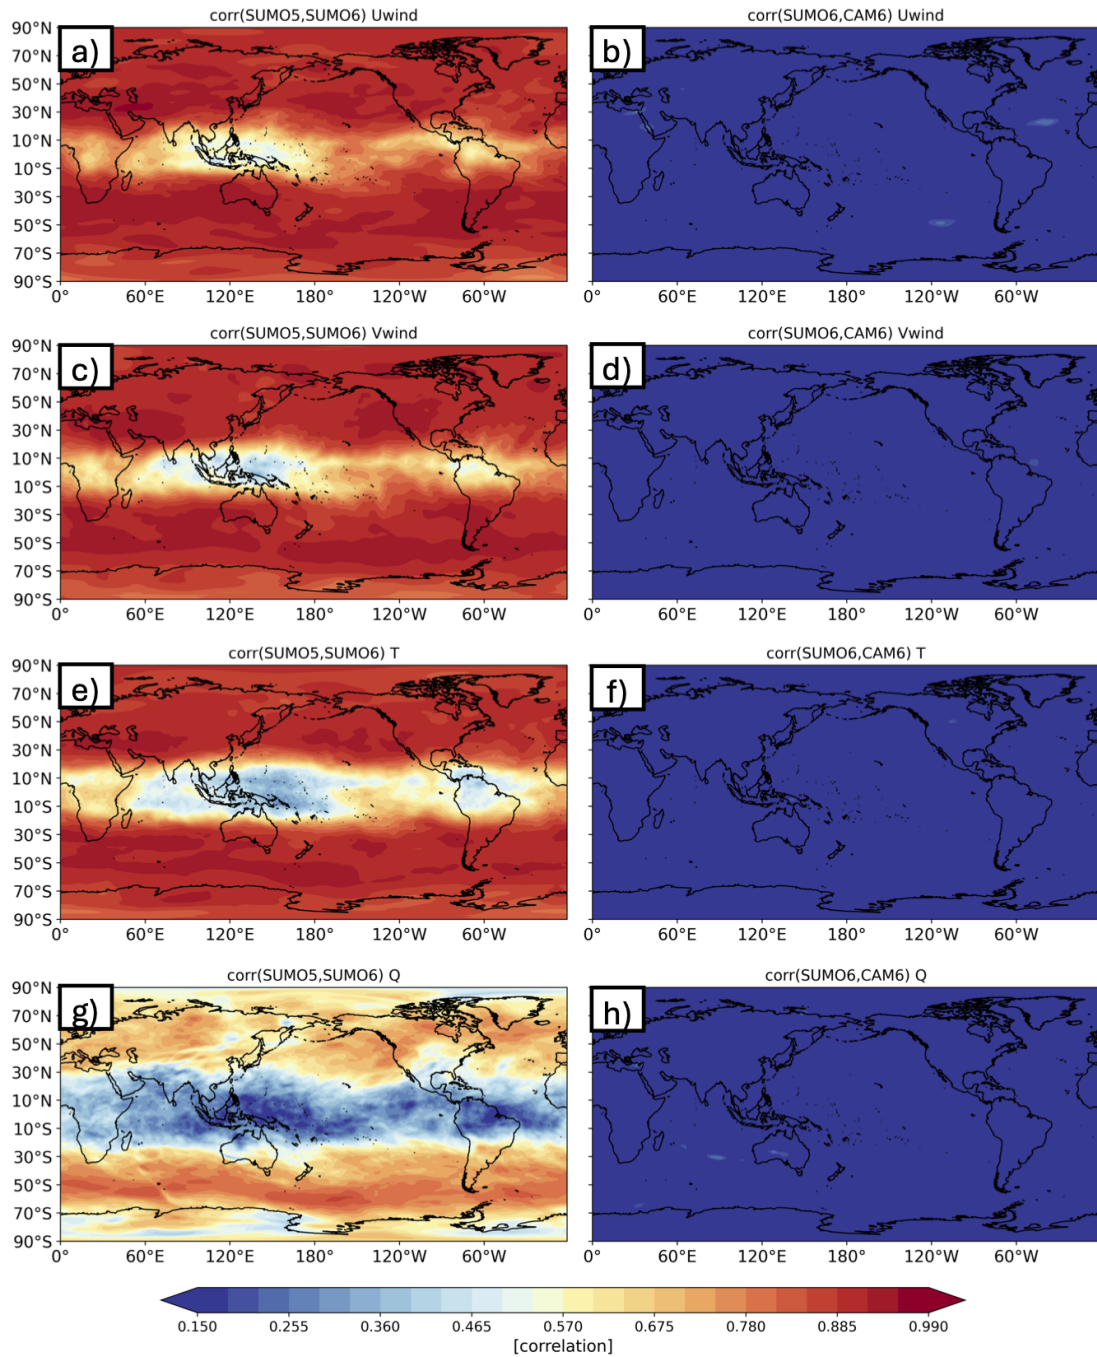 corr(SUMO5,SUMO6) Uwind
corr(SUMO6,CAM6) Uwind
a)
b)
90°N
70°N
50°N
30°N
10°N
10°S
30°S
50°S
70°S
90°S
0° 60°E 120°E 180° 120°W 60°W
0° 60°E 120°E 180° 120°W 60°W
corr(SUMO5,SUMO6) Vwind
corr(SUMO6,CAM6) Vwind
c)
d)
90°N
70°N
50°N
30°N
10°N
10°S
30°S
50°S
70°S
90°S
0° 60°E 120°E 180° 120°W 60°W
0° 60°E 120°E 180° 120°W 60°W
corr(SUMO5,SUMO6) T
corr(SUMO6,CAM6) T
e)
f)
90°N
70°N
50°N
30°N
10°N
10°S
30°S
50°S
70°S
90°S
0° 60°E 120°E 180° 120°W 60°W
0° 60°E 120°E 180° 120°W 60°W
corr(SUMO5,SUMO6) Q
corr(SUMO6,CAM6) Q
g)
h)
90°N
70°N
50°N
30°N
10°N
10°S
30°S
50°S
70°S
90°S
0° 60°E 120°E 180° 120°W 60°W
0° 60°E 120°E 180° 120°W 60°W
0.150 0.255 0.360 0.465 0.570 0.675 0.780 0.885 0.990
[correlation]